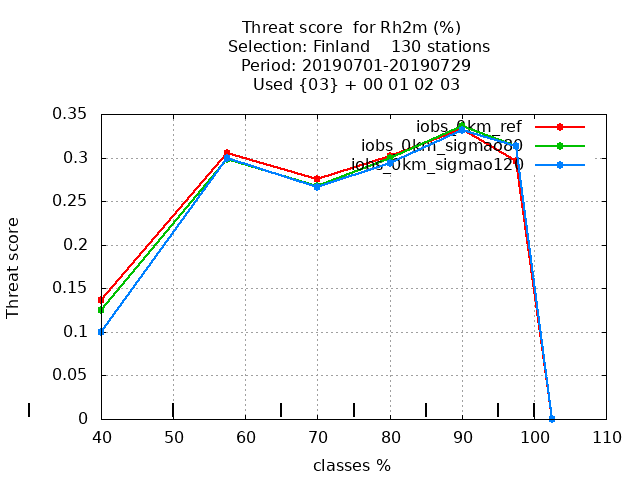 Threat score  for Rh2m (%)
Selection: Finland    130 stations
Period: 20190701-20190729
Used {03} + 00 01 02 03
0.35
0.3
0.25
0.2
0.15
0.1
0.05
0
Threat score
iobs_0km_ref
iobs_0km_sigmao80
iobs_0km_sigmao120
40 50 60 70 80 90 100 110
classes %